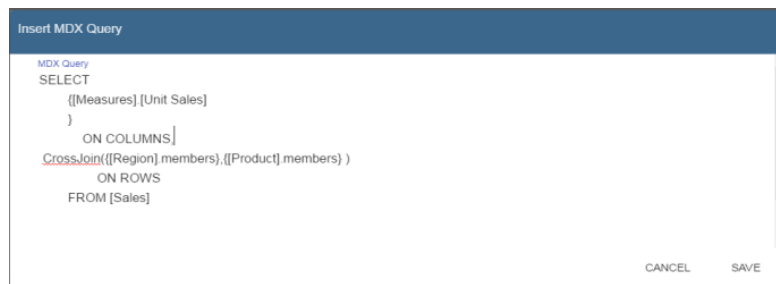 Insert MDX Query
MDX Query
SELECT
{[Measures].[Unit Sales]
}
ON COLUMNS,
CrossJoin({[Region].members},{[Product].members} )
ON ROWS
FROM [Sales]
CANCEL SAVE